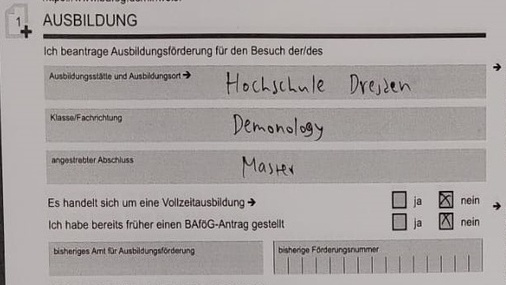 1 AUSBILDUNG
Ich beantrage Ausbildungsförderung für den Besuch der/des
Ausbildungsstätte und Ausbildungsort → Hochschule Dresden
Klasse/Fachrichtung Demonology
angestrebter Abschluss Master
Es handelt sich um eine Vollzeitausbildung → ja nein
Ich habe bereits früher einen BAföG-Antrag gestellt ja nein
bisheriges Amt für Ausbildungsförderung bisherige Förderungsnummer